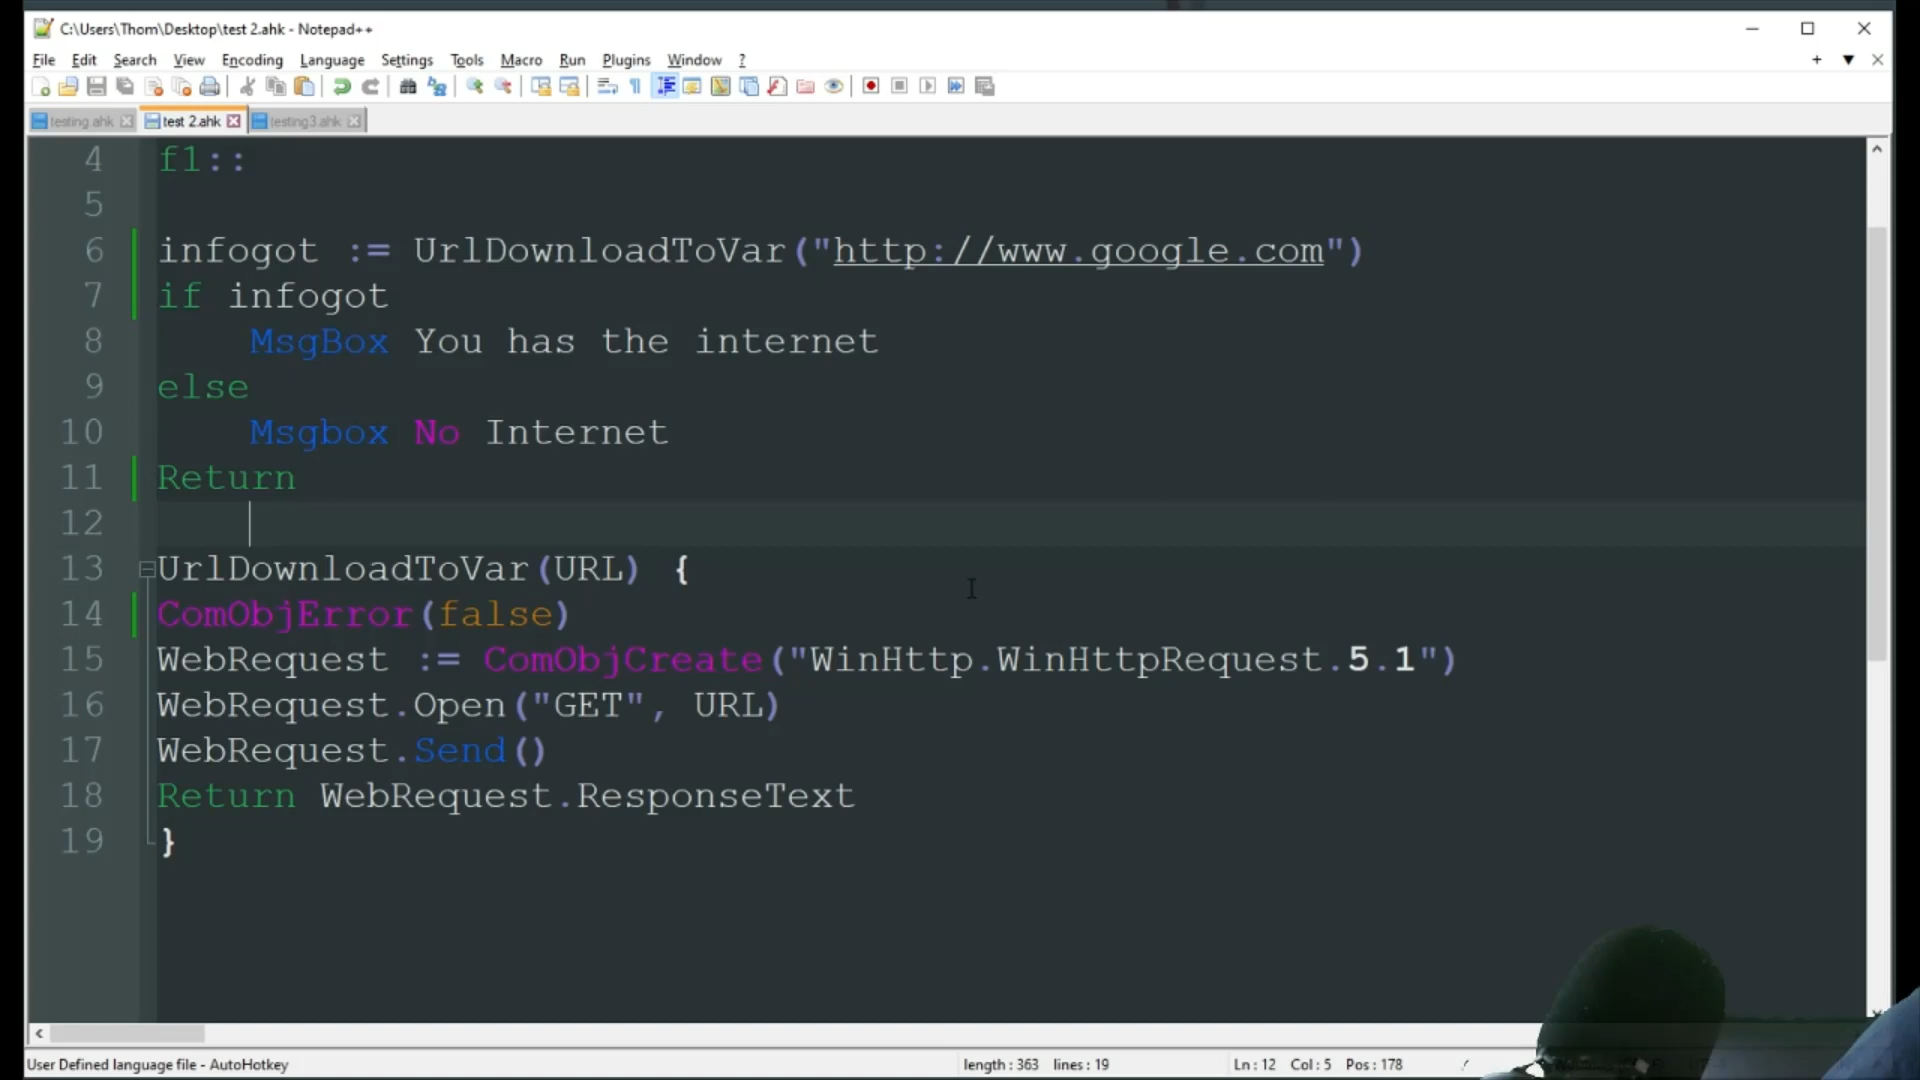 C:\Users\Thom\Desktop\test 2.ahk - Notepad++
File Edit Search View Encoding Language Settings Tools Macro Run Plugins Window ?
testing.ahk test 2.ahk testing3.ahk
4 f1::
5
6 infogot := UrlDownloadToVar("http://www.google.com")
7 if infogot
8 MsgBox You has the internet
9 else
10 Msgbox No Internet
11 Return
12
13 UrlDownloadToVar(URL) {
14 ComObjError(false)
15 WebRequest := ComObjCreate("WinHttp.WinHttpRequest.5.1")
16 WebRequest.Open("GET", URL)
17 WebRequest.Send()
18 Return WebRequest.ResponseText
19 }
User Defined language file - AutoHotkey length : 363 lines : 19 Ln : 12 Col : 5 Pos : 178